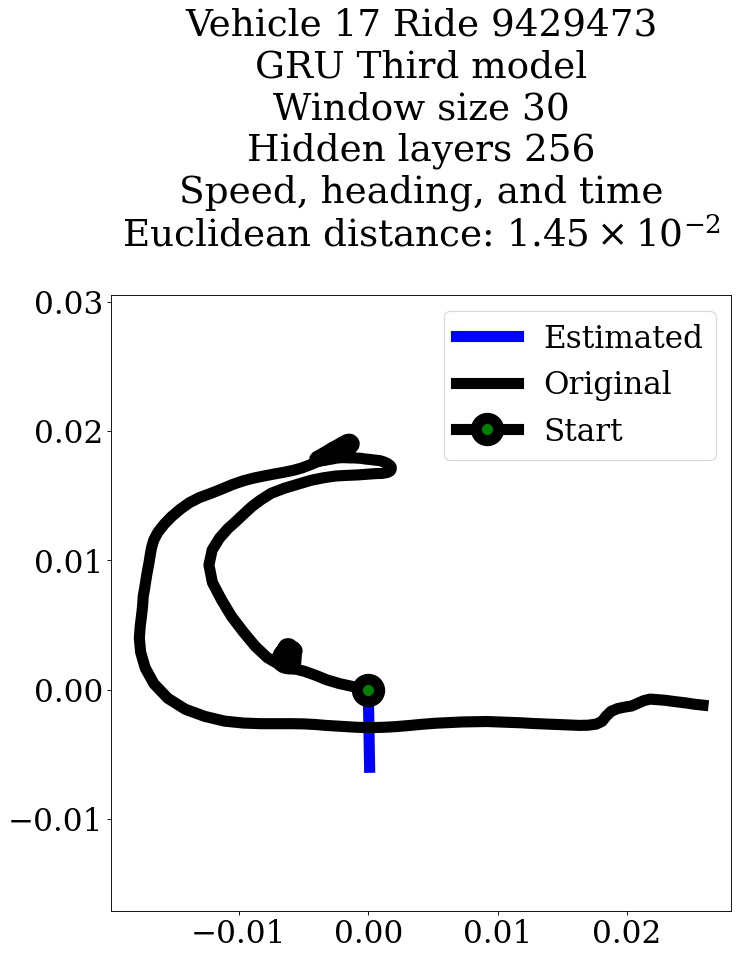 Vehicle 17 Ride 9429473
GRU Third model
Window size 30
Hidden layers 256
Speed, heading, and time
Euclidean distance: 1.45 × 10⁻²
0.03
Estimated
Original
Start
0.02
0.01
0.00
−0.01
−0.01 0.00 0.01 0.02